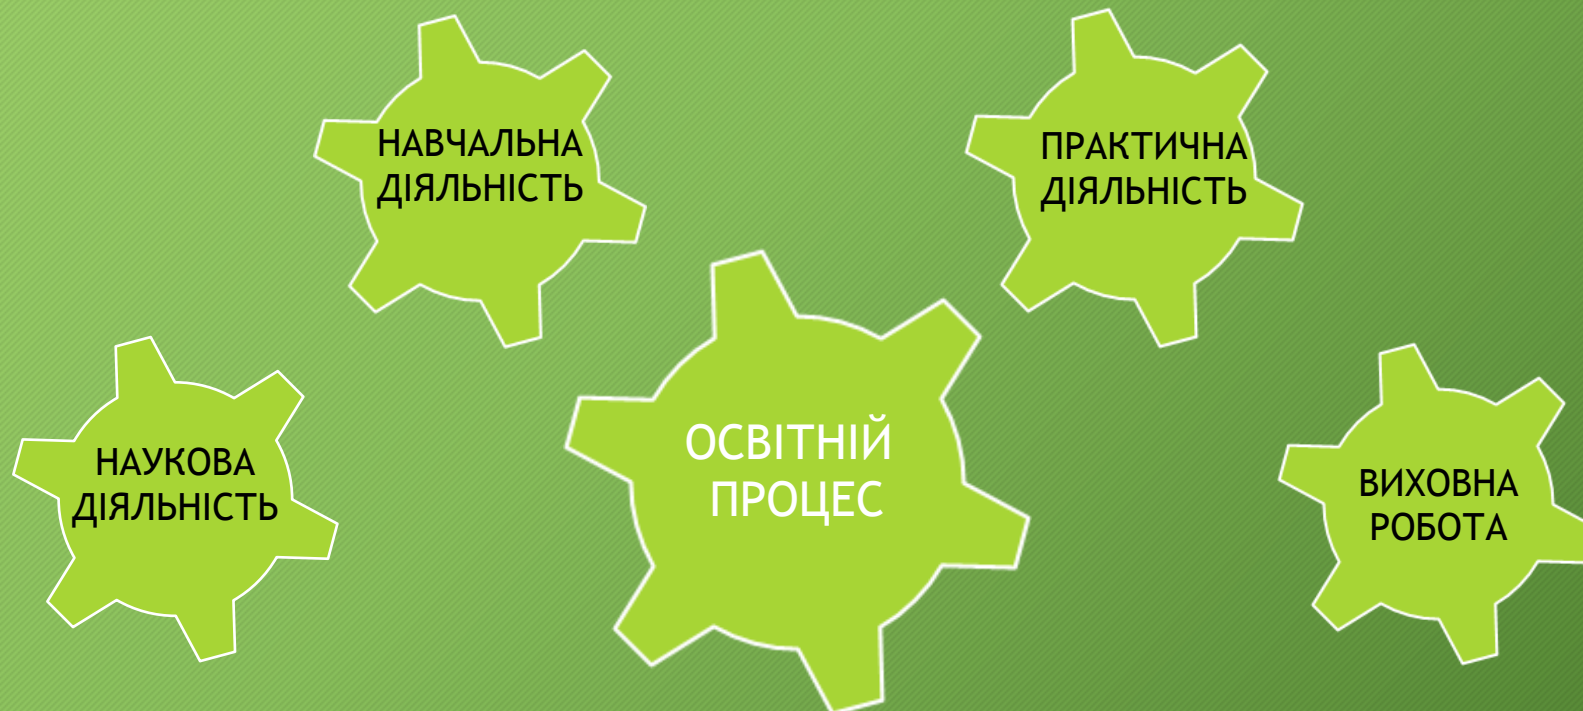 НАВЧАЛЬНА
ДІЯЛЬНІСТЬ
ПРАКТИЧНА
ДІЯЛЬНІСТЬ
НАУКОВА
ДІЯЛЬНІСТЬ
ОСВІТНІЙ
ПРОЦЕС
ВИХОВНА
РОБОТА